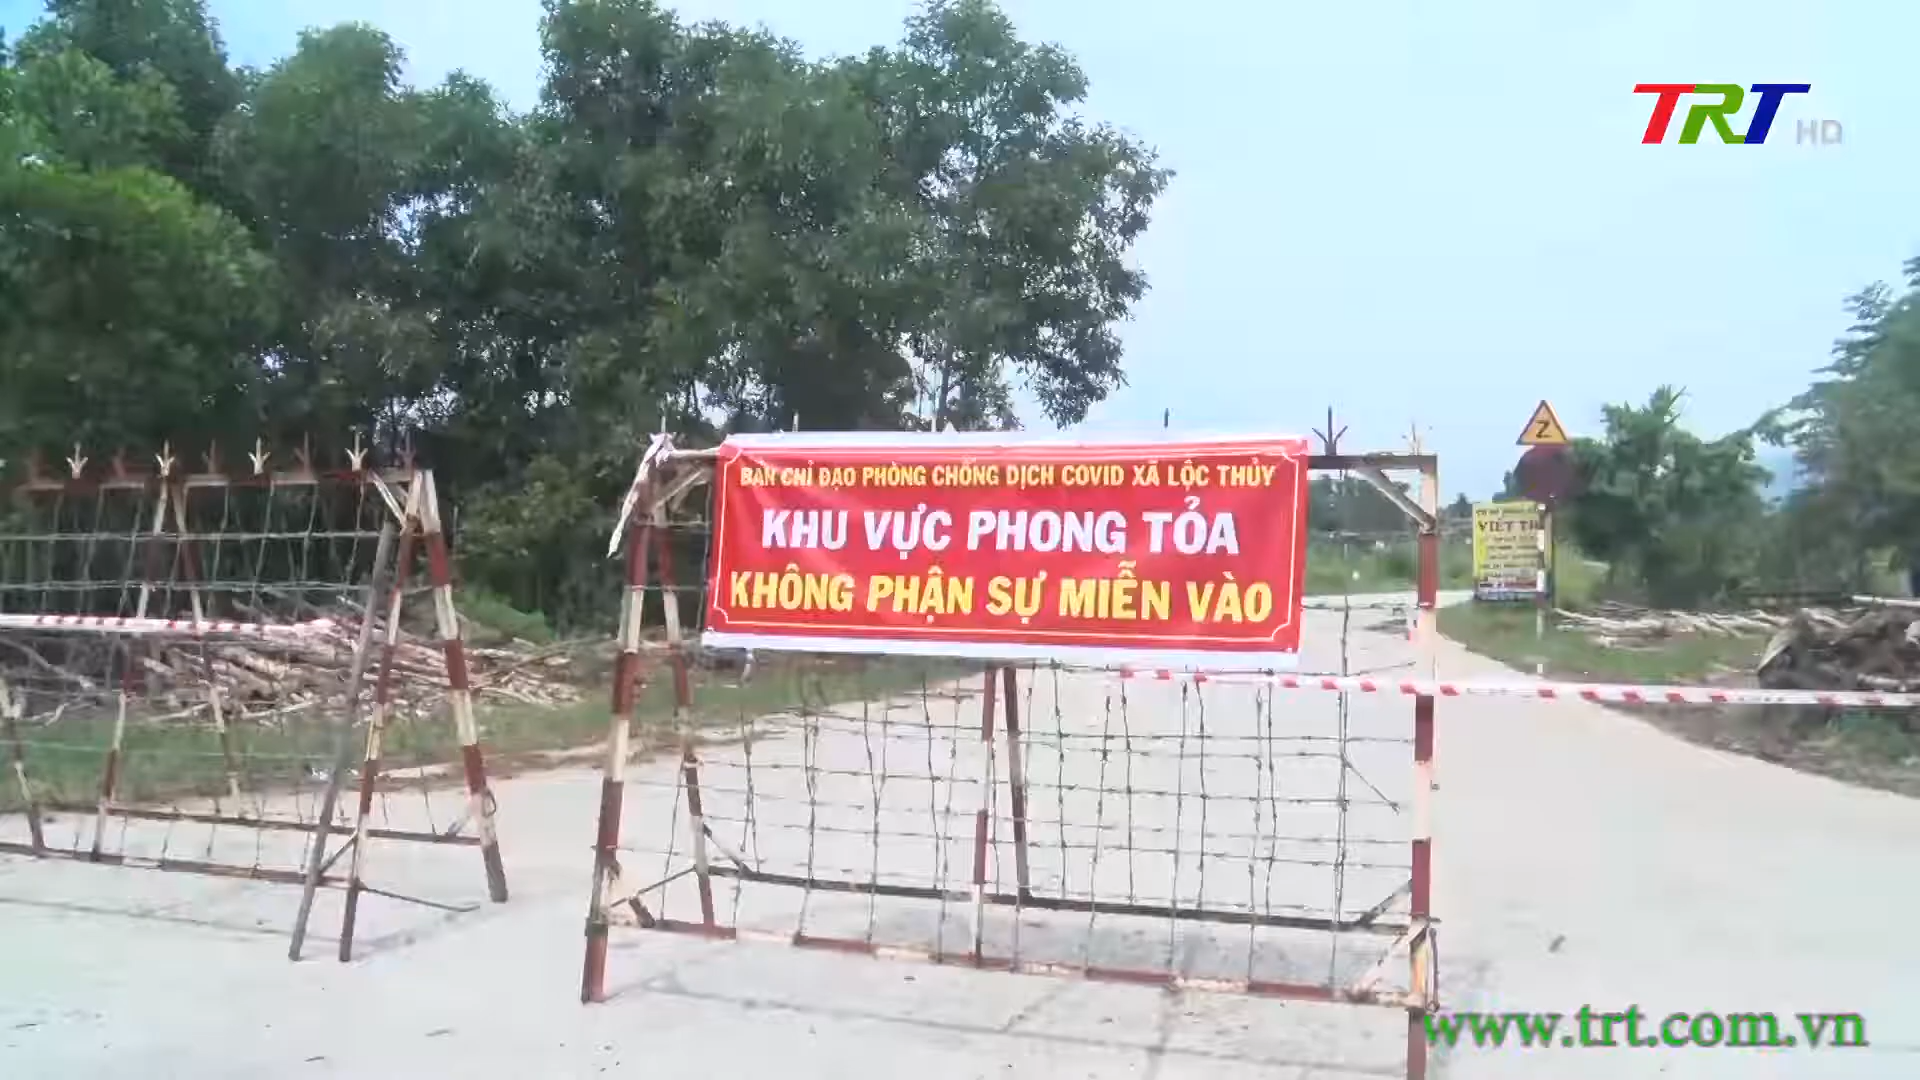 TRT HD
BAN CHỈ ĐẠO PHÒNG CHỐNG DỊCH COVID XÃ LỘC THỦY
KHU VỰC PHONG TỎA
KHÔNG PHẬN SỰ MIỄN VÀO
Z
VIẾT
www.trt.com.vn